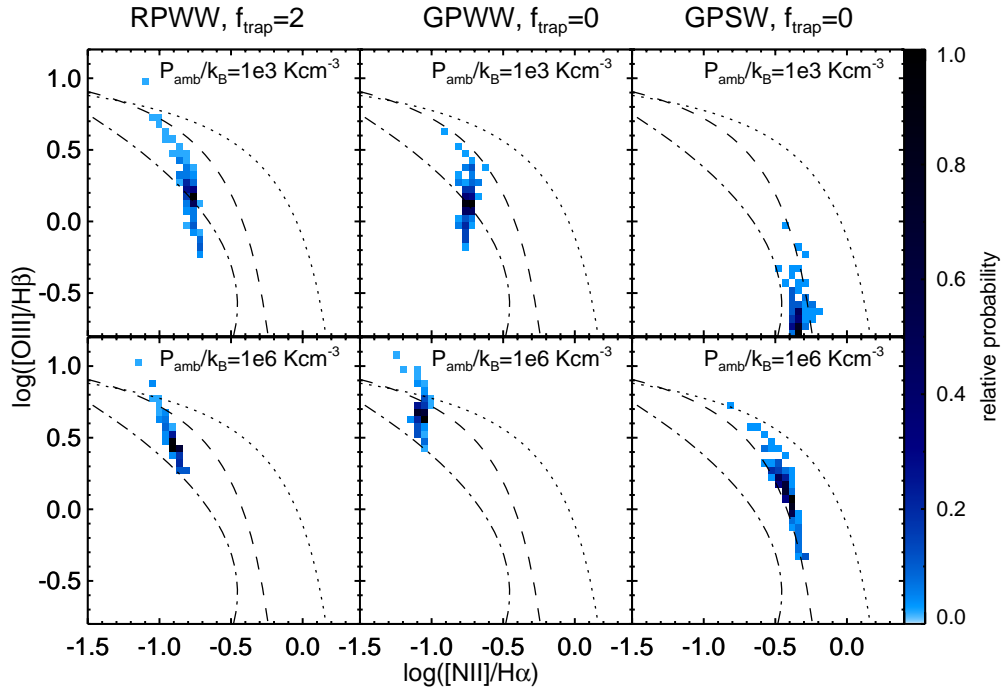 RPWW, f_trap=2 GPWW, f_trap=0 GPSW, f_trap=0
P_amb/k_B=1e3 Kcm^-3 P_amb/k_B=1e3 Kcm^-3 P_amb/k_B=1e3 Kcm^-3
1.0
0.5
0.0
-0.5
P_amb/k_B=1e6 Kcm^-3 P_amb/k_B=1e6 Kcm^-3 P_amb/k_B=1e6 Kcm^-3
1.0
0.5
0.0
-0.5
log([OIII]/Hβ)
-1.5 -1.0 -0.5 0.0 -1.0 -0.5 0.0 -1.0 -0.5 0.0
log([NII]/Hα)
1.0
0.8
0.6
0.4
0.2
0.0
relative probability